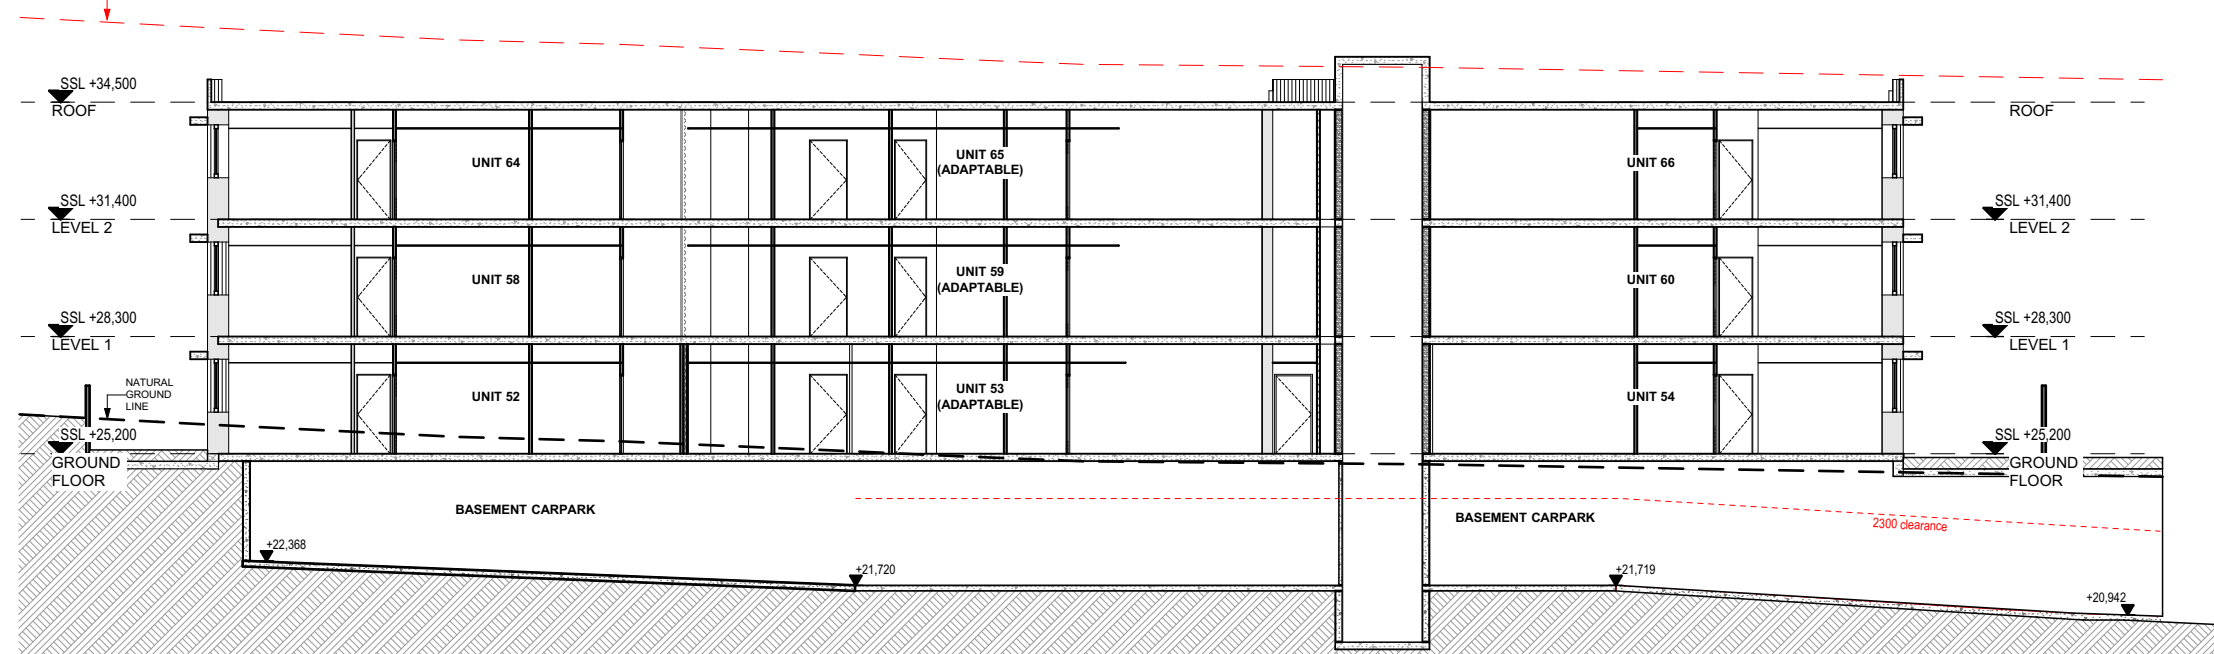 SSL +34,500
ROOF
ROOF
UNIT 64
UNIT 65
(ADAPTABLE)
UNIT 66
SSL +31,400
LEVEL 2
SSL +31,400
LEVEL 2
UNIT 58
UNIT 59
(ADAPTABLE)
UNIT 60
SSL +28,300
LEVEL 1
SSL +28,300
LEVEL 1
NATURAL
GROUND
LINE
UNIT 52
UNIT 53
(ADAPTABLE)
UNIT 54
SSL +25,200
GROUND
FLOOR
SSL +25,200
GROUND
FLOOR
BASEMENT CARPARK
BASEMENT CARPARK
2300 clearance
+22,368
+21,720
+21,719
+20,942